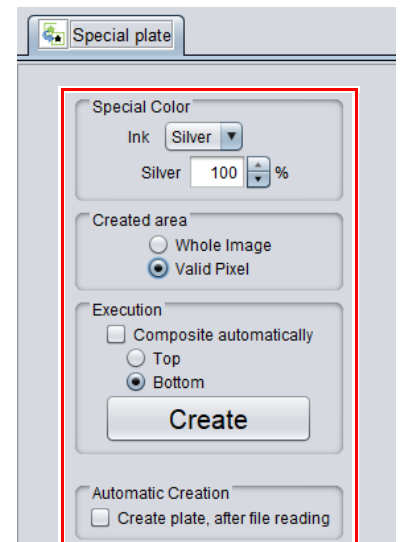 Special plate
Special Color
Ink Silver
Silver 100 %
Created area
Whole Image
Valid Pixel
Execution
Composite automatically
Top
Bottom
Create
Automatic Creation
Create plate, after file reading